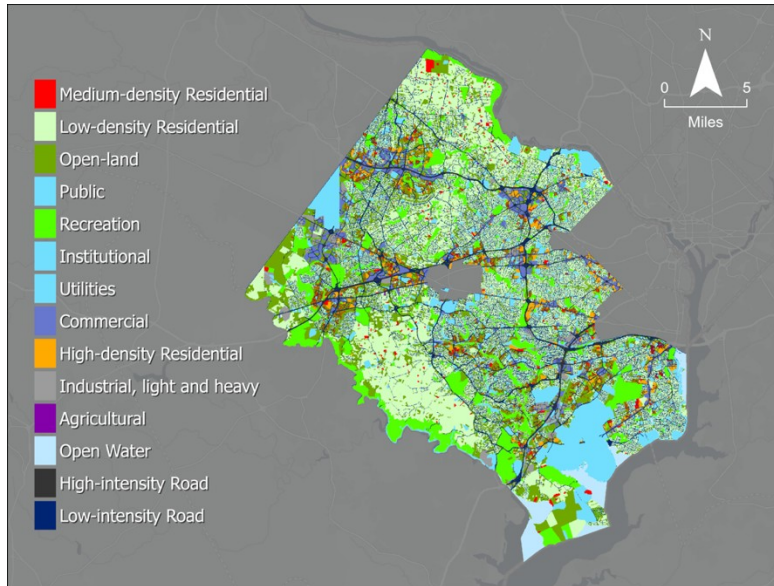 N
0 5
Miles
Medium-density Residential
Low-density Residential
Open-land
Public
Recreation
Institutional
Utilities
Commercial
High-density Residential
Industrial, light and heavy
Agricultural
Open Water
High-intensity Road
Low-intensity Road